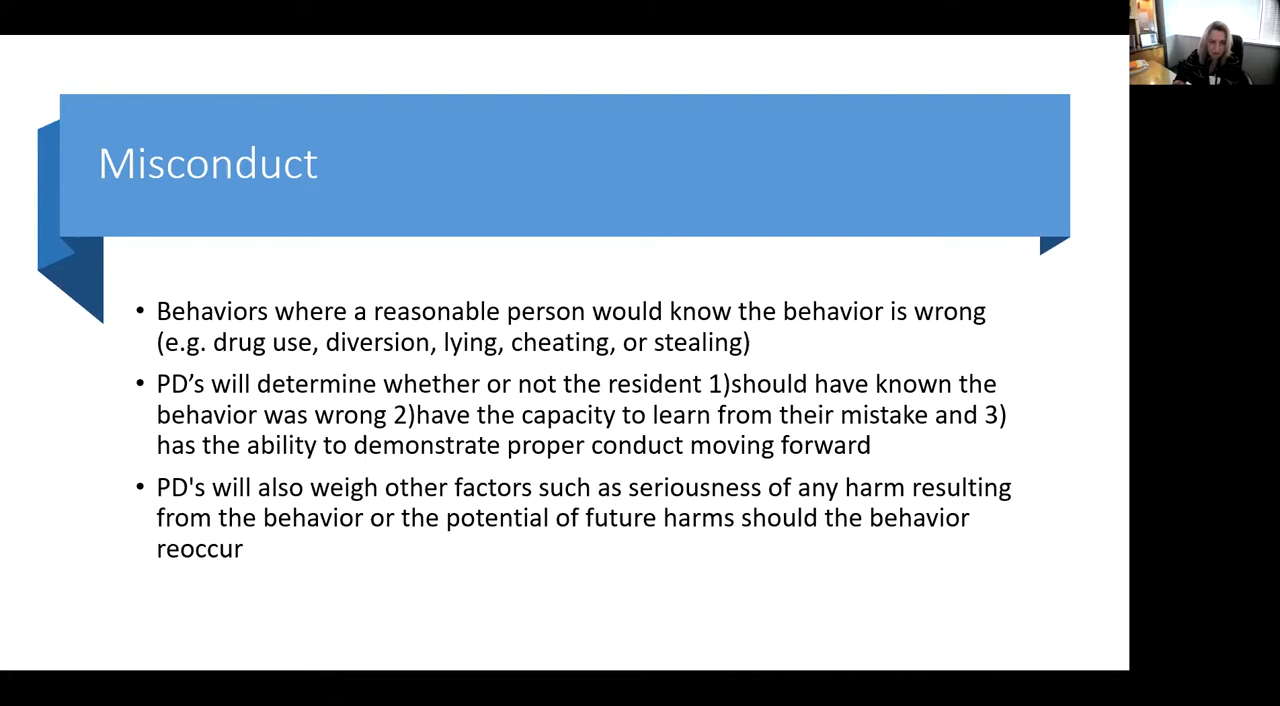 Misconduct
• Behaviors where a reasonable person would know the behavior is wrong
(e.g. drug use, diversion, lying, cheating, or stealing)
• PD’s will determine whether or not the resident 1)should have known the
behavior was wrong 2)have the capacity to learn from their mistake and 3)
has the ability to demonstrate proper conduct moving forward
• PD's will also weigh other factors such as seriousness of any harm resulting
from the behavior or the potential of future harms should the behavior
reoccur